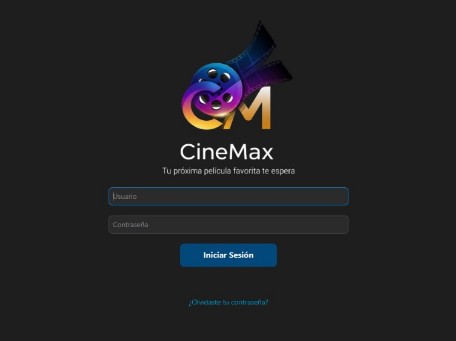 CM
CineMax
Tu próxima película favorita te espera
Usuario
Contraseña
Iniciar Sesión
¿Olvidaste tu contraseña?